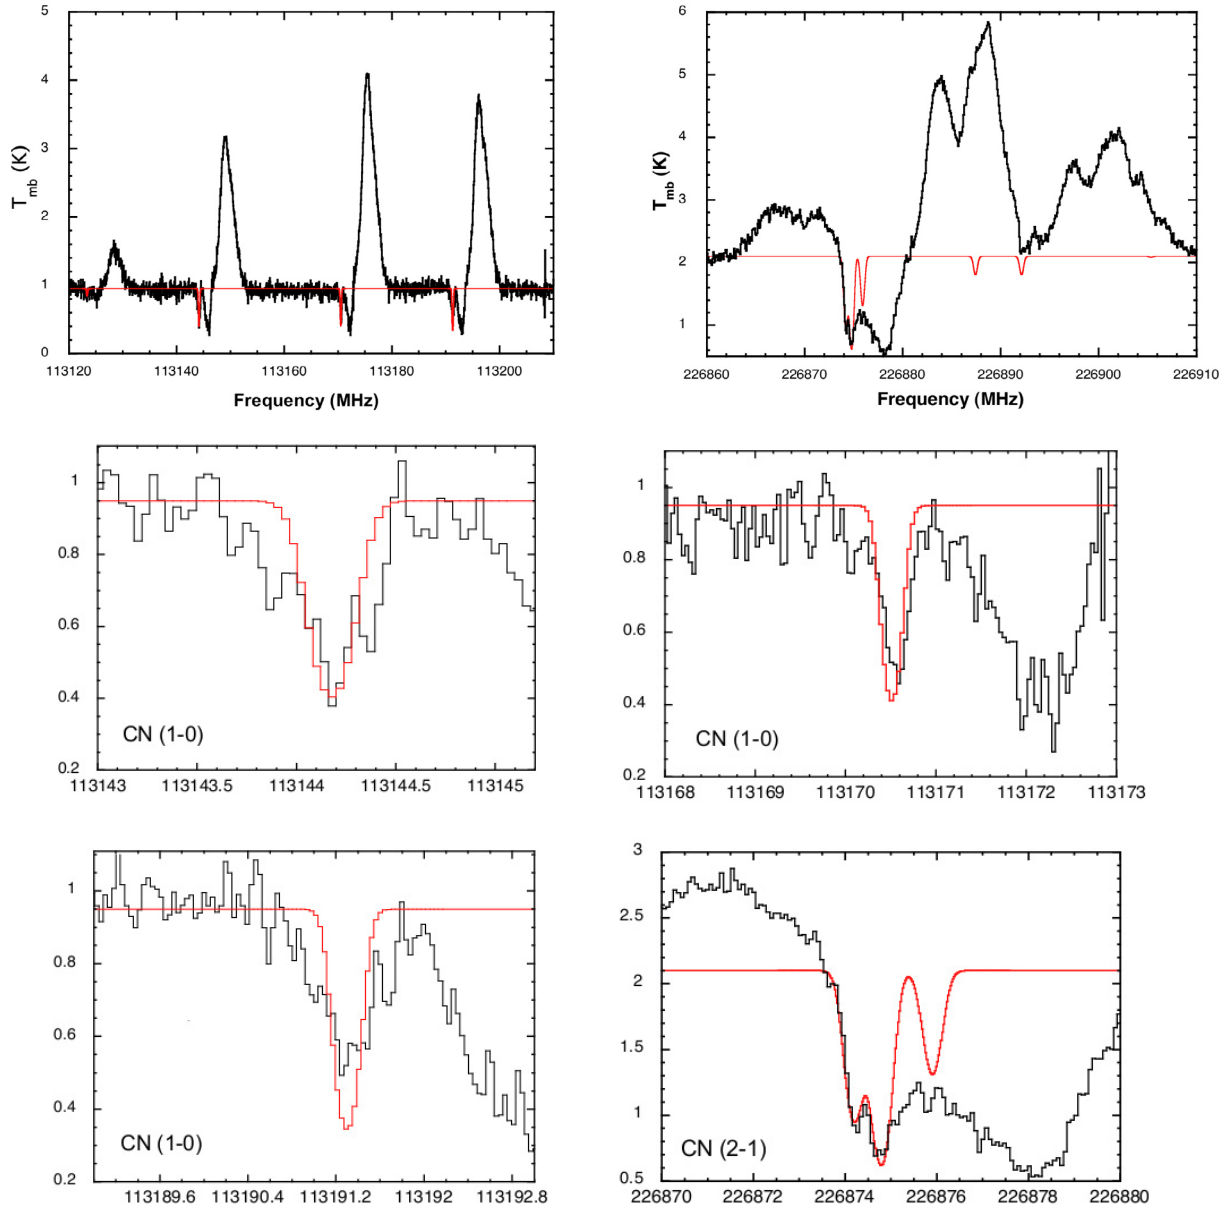 5
4
3
2
1
0
T_mb (K)
113120 113140 113160 113180 113200
Frequency (MHz)
6
5
4
3
2
1
T_mb (K)
226860 226870 226880 226890 226900 226910
Frequency (MHz)
1
0.8
0.6
0.4
0.2
CN (1-0)
113143 113143.5 113144 113144.5 113145
1
0.8
0.6
0.4
0.2
CN (1-0)
113168 113169 113170 113171 113172 113173
1
0.8
0.6
0.4
0.2
CN (1-0)
113189.6 113190.4 113191.2 113192 113192.8
3
2.5
2
1.5
1
0.5
CN (2-1)
226870 226872 226874 226876 226878 226880